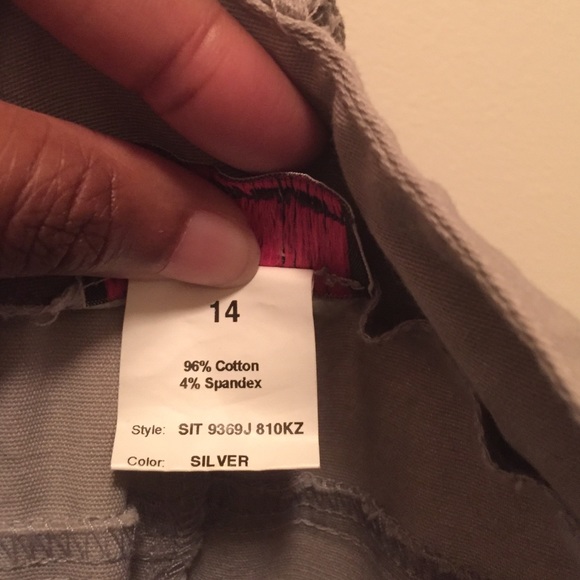 14
96% Cotton
4% Spandex
Style: SIT 9369J 810KZ
Color: SILVER